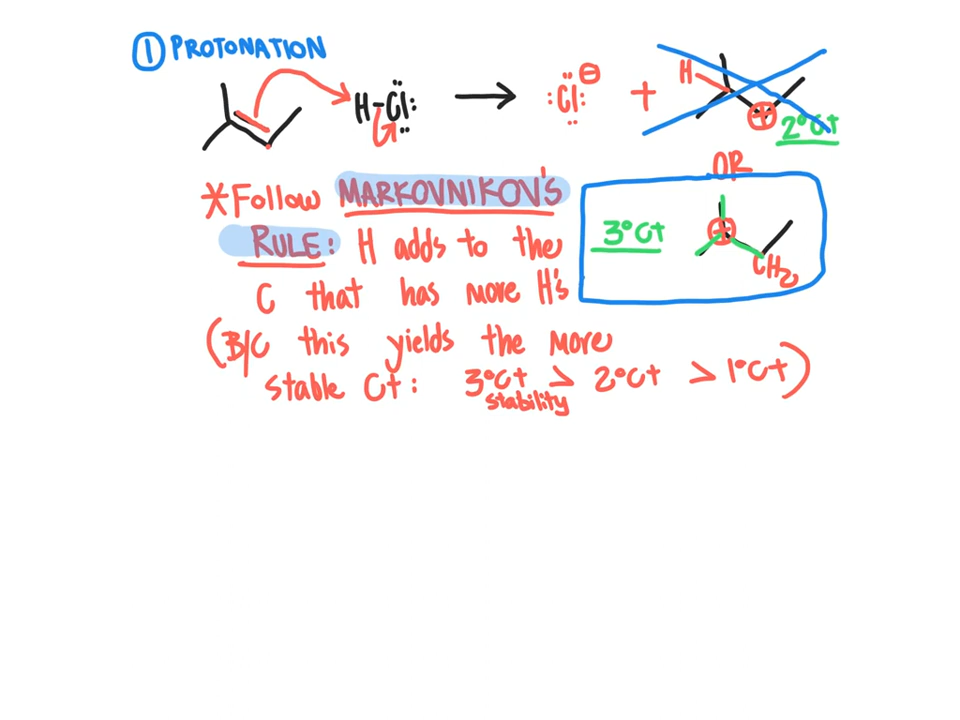 ① PROTONATION
H-Cl: → :Cl:⊖ + H ⊕
2°C+
OR
*Follow MARKOVNIKOV'S
RULE: H adds to the
C that has more H's
3°C+ ⊕
CH₂
(B/C this yields the more
stable C+: 3°C+ > 2°C+ > 1°C+)
stability